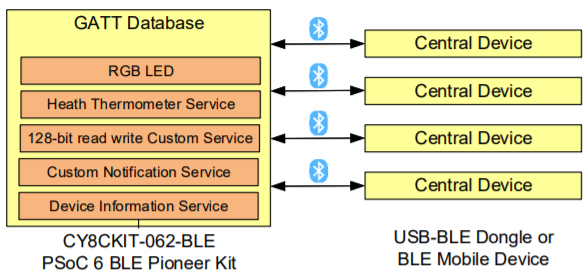 GATT Database
RGB LED
Heath Thermometer Service
128-bit read write Custom Service
Custom Notification Service
Device Information Service
CY8CKIT-062-BLE
PSoC 6 BLE Pioneer Kit
Central Device
Central Device
Central Device
Central Device
USB-BLE Dongle or
BLE Mobile Device